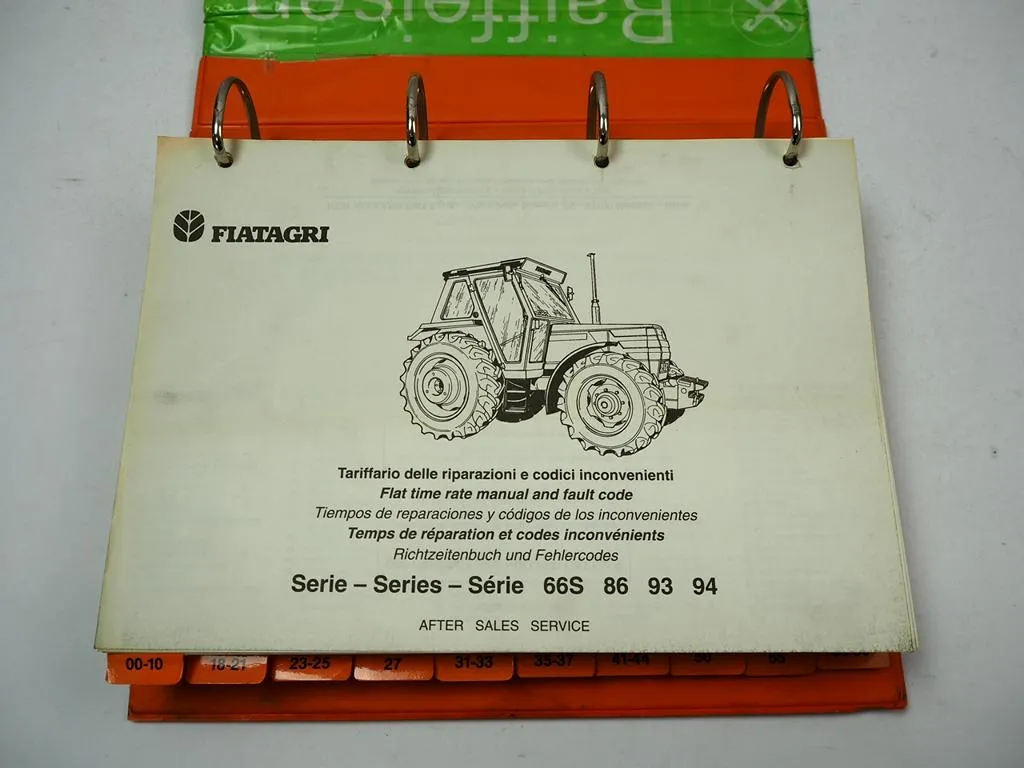 Raiffeisen
FIATAGRI
Tariffario delle riparazioni e codici inconvenienti
Flat time rate manual and fault code
Tiempos de reparaciones y códigos de los inconvenientes
Temps de réparation et codes inconvénients
Richtzeitenbuch und Fehlercodes
Serie – Series – Série 66S 86 93 94
AFTER SALES SERVICE
00-10 18-21 23-25 27 31-33 35-37 41-44 50 55